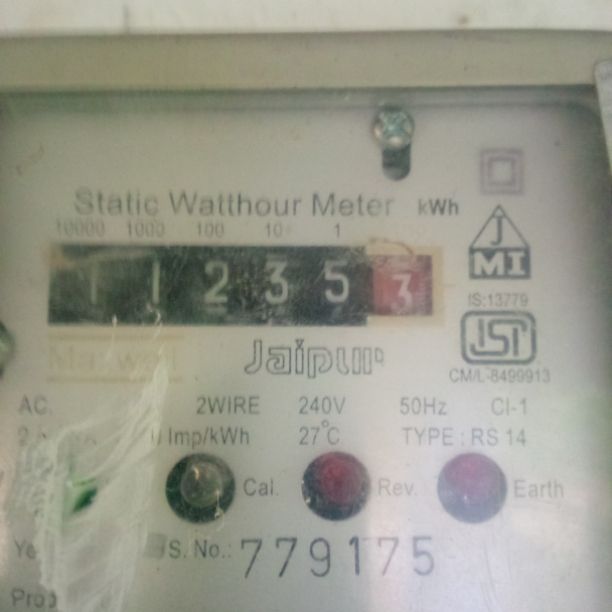 Static Watthour Meter kWh
10000 1000 100 10 1
1 1 2 3 5 3
J
MI
IS:13779
ISI
Jaipur
CM/L-8499913
AC. 2WIRE 240V 50Hz Cl-1
Imp/kWh 27°C TYPE : RS 14
Cal. Rev. Earth
S. No.: 779175